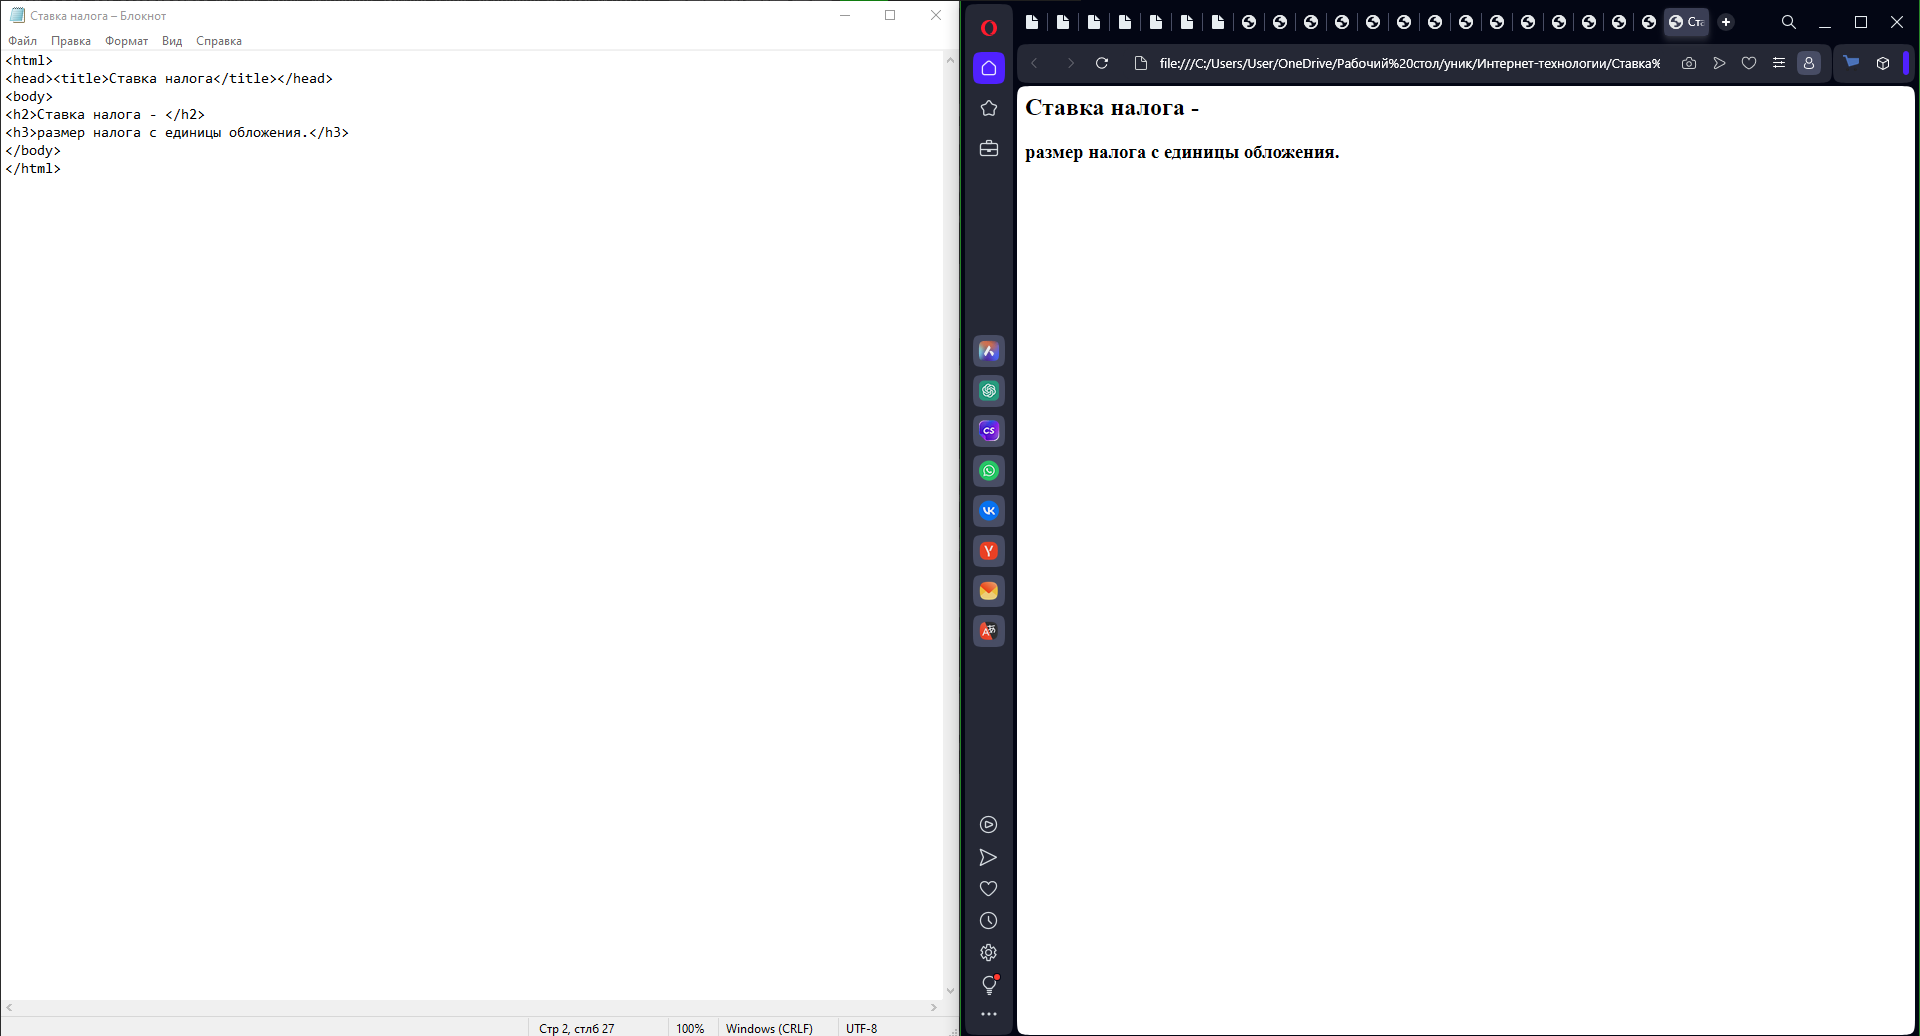 Ставка налога – Блокнот
Файл Правка Формат Вид Справка
<html>
<head><title>Ставка налога</title></head>
<body>
<h2>Ставка налога - </h2>
<h3>размер налога с единицы обложения.</h3>
</body>
</html>
Стр 2, стлб 27 100% Windows (CRLF) UTF-8
Ста
file:///C:/Users/User/OneDrive/Рабочий%20стол/уник/Интернет-технологии/Ставка%
CS
Ставка налога -
размер налога с единицы обложения.